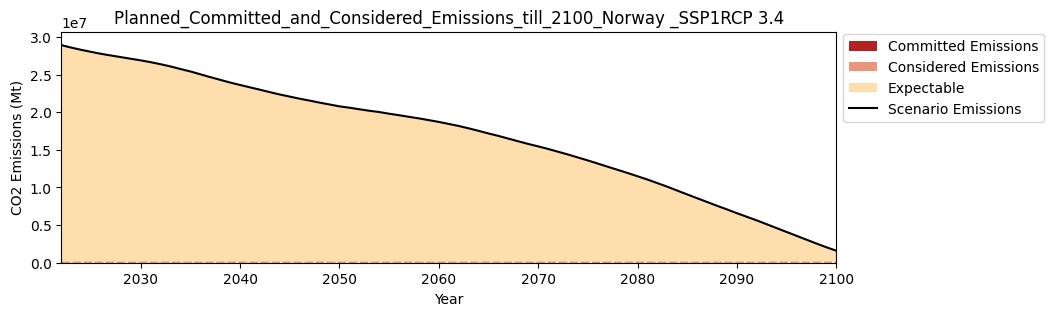 Planned_Committed_and_Considered_Emissions_till_2100_Norway _SSP1RCP 3.4
1e7
3.0
2.5
2.0
1.5
1.0
0.5
0.0
CO2 Emissions (Mt)
2030 2040 2050 2060 2070 2080 2090 2100
Year
Committed Emissions
Considered Emissions
Expectable
Scenario Emissions